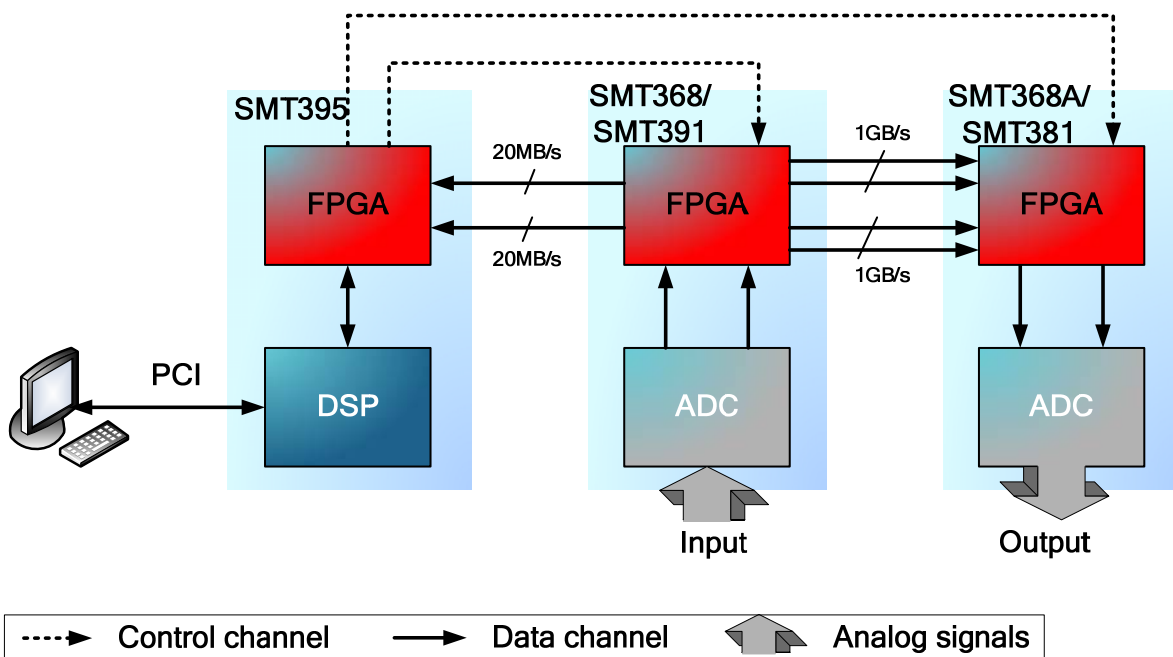 SMT395
SMT368/
SMT391
SMT368A/
SMT381
20MB/s
1GB/s
FPGA
FPGA
FPGA
20MB/s
1GB/s
PCI
DSP
ADC
ADC
Input
Output
Control channel
Data channel
Analog signals